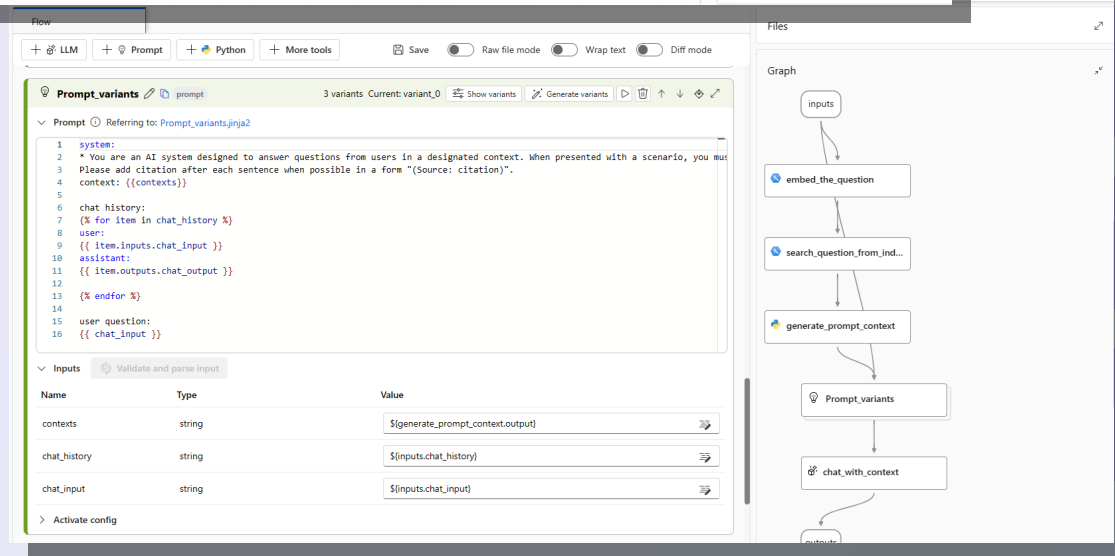 Flow
+ LLM + Prompt + Python + More tools Save Raw file mode Wrap text Diff mode
Prompt_variants prompt 3 variants Current: variant_0 Show variants Generate variants
Prompt Referring to: Prompt_variants.jinja2
1 system:
2 * You are an AI system designed to answer questions from users in a designated context. When presented with a scenario, you mus
3 Please add citation after each sentence when possible in a form "(Source: citation)".
4 context: {{contexts}}
5
6 chat history:
7 {% for item in chat_history %}
8 user:
9 {{ item.inputs.chat_input }}
10 assistant:
11 {{ item.outputs.chat_output }}
12
13 {% endfor %}
14
15 user question:
16 {{ chat_input }}
Inputs Validate and parse input
Name Type Value
contexts string ${generate_prompt_context.output}
chat_history string ${inputs.chat_history}
chat_input string ${inputs.chat_input}
Activate config
Files
Graph
inputs
embed_the_question
search_question_from_ind...
generate_prompt_context
Prompt_variants
chat_with_context
outputs